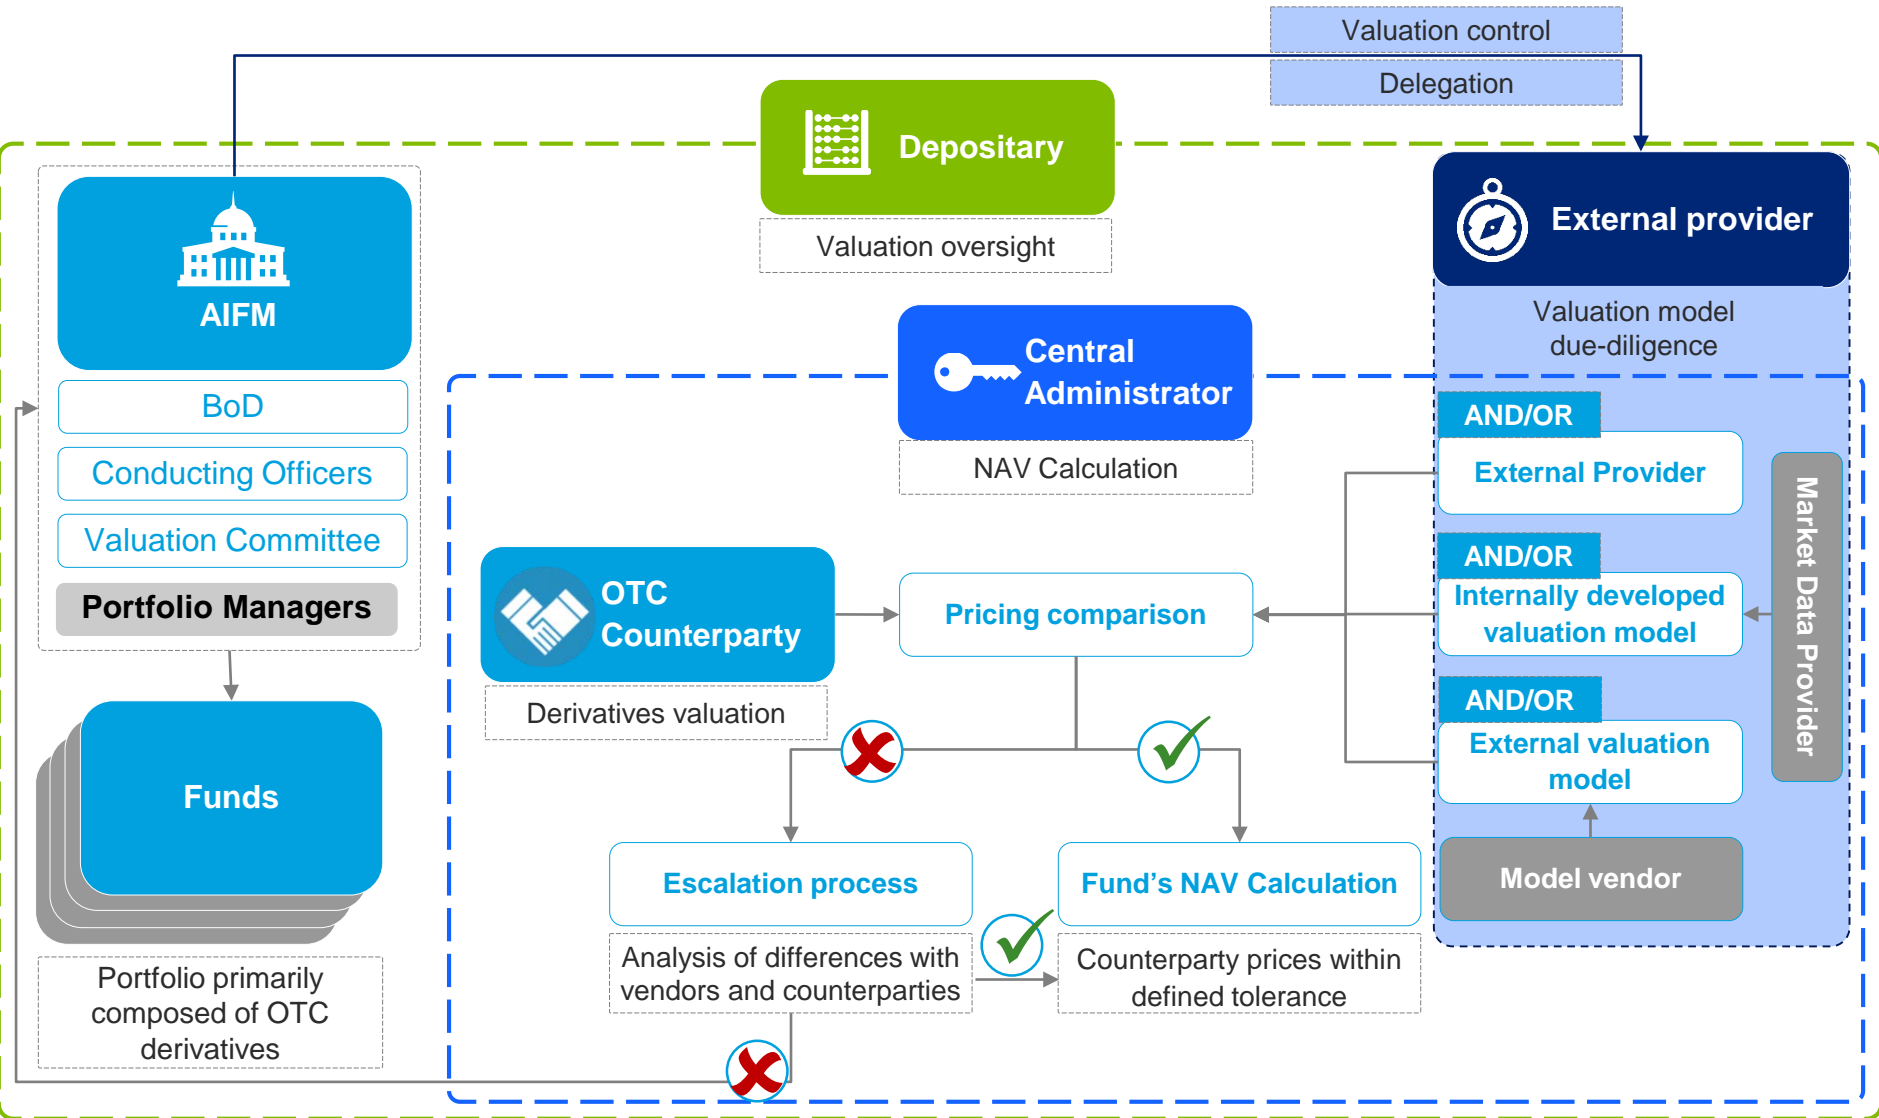 Valuation control
Delegation
Depositary
Valuation oversight
AIFM
BoD
Conducting Officers
Valuation Committee
Portfolio Managers
Funds
Portfolio primarily
composed of OTC
derivatives
Central
Administrator
NAV Calculation
OTC
Counterparty
Derivatives valuation
Pricing comparison
Escalation process
Analysis of differences with
vendors and counterparties
Fund’s NAV Calculation
Counterparty prices within
defined tolerance
External provider
Valuation model
due-diligence
AND/OR
External Provider
AND/OR
Internally developed
valuation model
AND/OR
External valuation
model
Model vendor
Market Data Provider